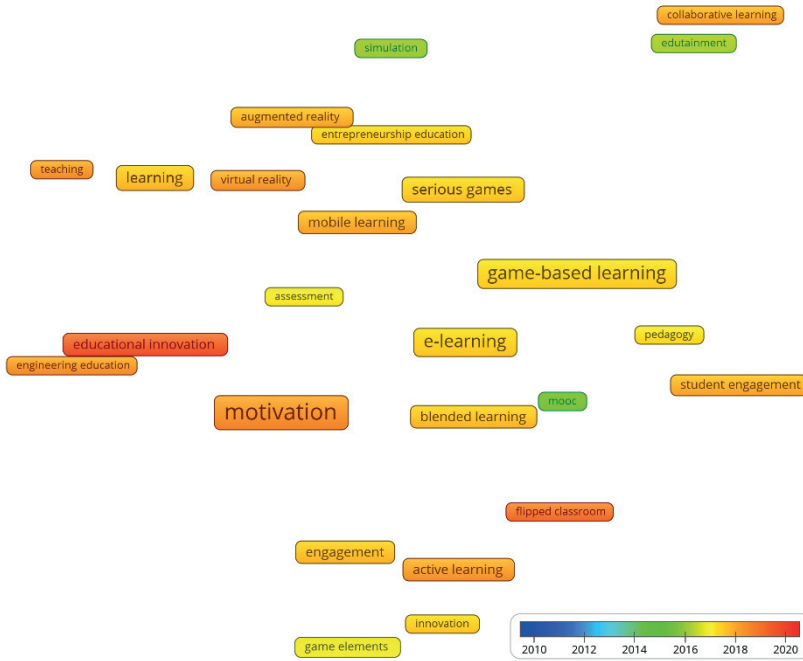 collaborative learning
edutainment
simulation
augmented reality
entrepreneurship education
teaching
learning
virtual reality
serious games
mobile learning
game-based learning
assessment
educational innovation
e-learning
pedagogy
engineering education
student engagement
motivation
blended learning
mooc
flipped classroom
engagement
active learning
innovation
game elements
2010 2012 2014 2016 2018 2020